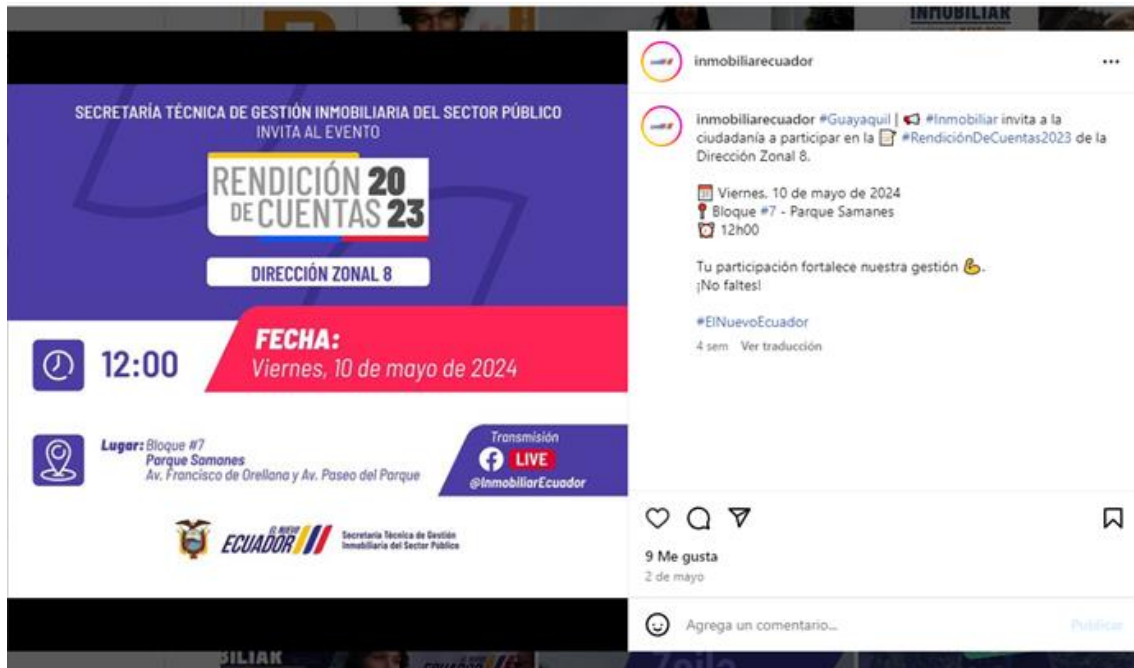 INMOBILIAR
SECRETARÍA TÉCNICA DE GESTIÓN INMOBILIARIA DEL SECTOR PÚBLICO
INVITA AL EVENTO
RENDICIÓN 20
DE CUENTAS 23
DIRECCIÓN ZONAL 8
12:00
FECHA:
Viernes, 10 de mayo de 2024
Lugar: Bloque #7
Parque Samanes
Av. Francisco de Orellana y Av. Paseo del Parque
Transmisión
LIVE
@InmobiliarEcuador
EL NUEVO
ECUADOR
Secretaría Técnica de Gestión
Inmobiliaria del Sector Público
inmobiliarecuador
inmobiliarecuador #Guayaquil | #Inmobiliar invita a la
ciudadanía a participar en la #RendiciónDeCuentas2023 de la
Dirección Zonal 8.
Viernes, 10 de mayo de 2024
Bloque #7 - Parque Samanes
12h00
Tu participación fortalece nuestra gestión.
¡No faltes!
#ElNuevoEcuador
4 sem Ver traducción
9 Me gusta
2 de mayo
Agrega un comentario...
Publicar